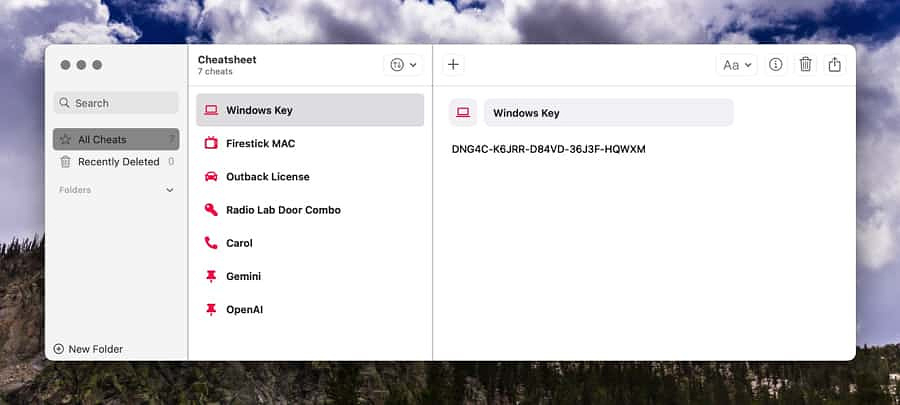 Search
All Cheats 7
Recently Deleted 0
Folders
New Folder
Cheatsheet
7 cheats
Windows Key
Firestick MAC
Outback License
Radio Lab Door Combo
Carol
Gemini
OpenAI
Aa
Windows Key
DNG4C-K6JRR-D84VD-36J3F-HQWXM